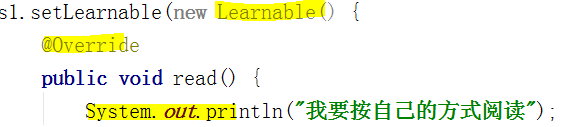 s1.setLearnable(new Learnable() {
@Override
public void read() {
System.out.println("我要按自己的方式阅读");